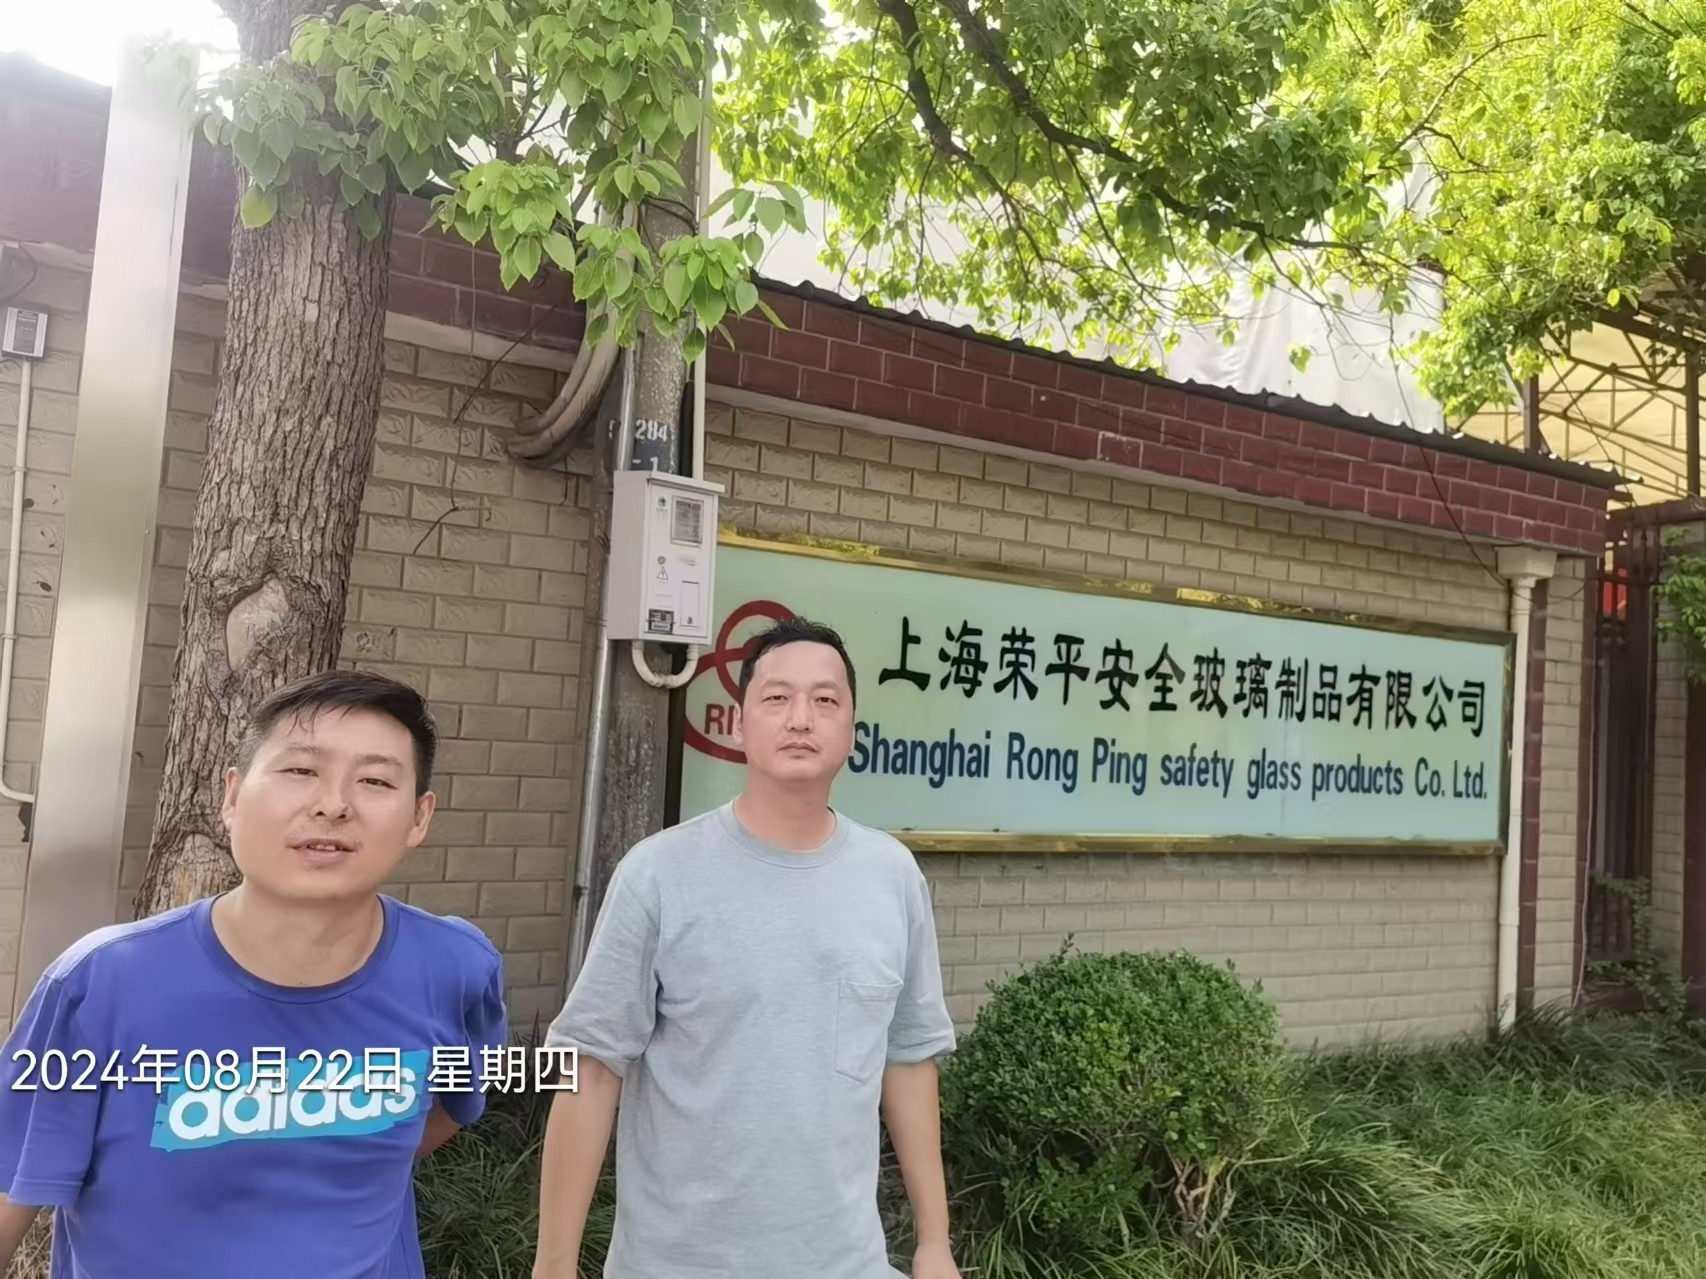 284
-1
上海荣平安全玻璃制品有限公司
Shanghai Rong Ping safety glass products Co. Ltd.
2024年08月22日 星期四
adidas